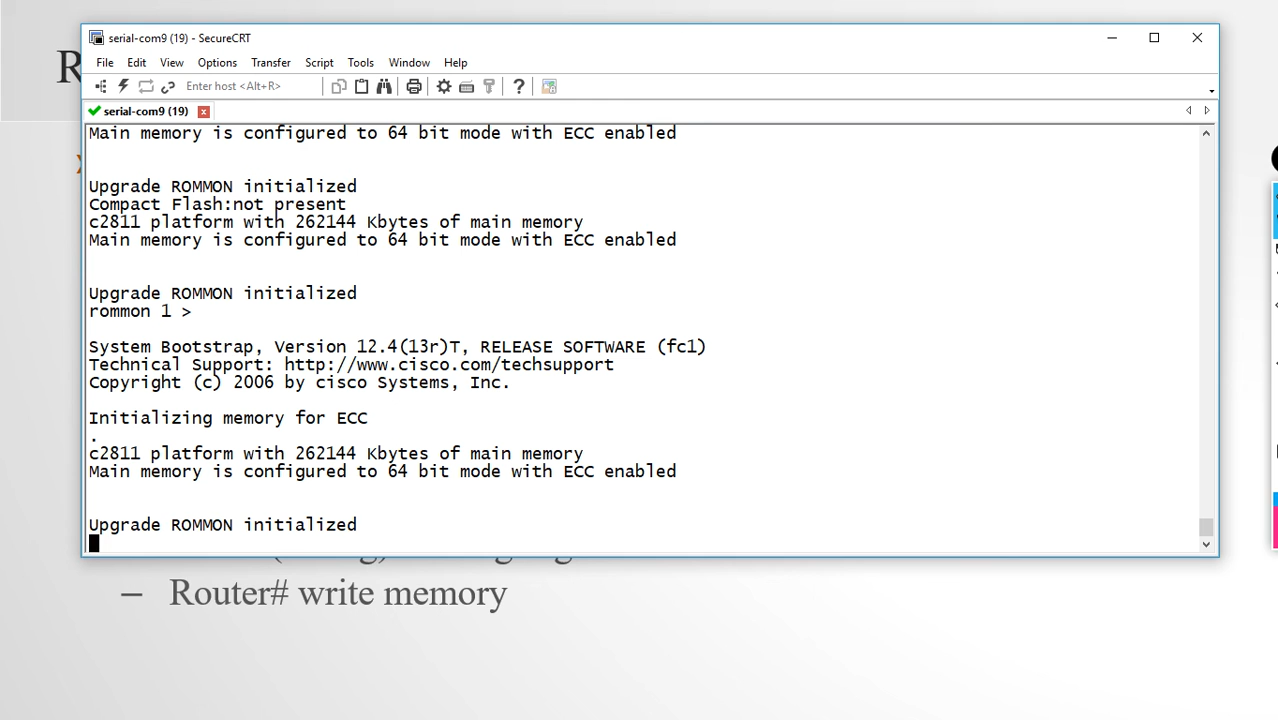 R
serial-com9 (19) - SecureCRT
File Edit View Options Transfer Script Tools Window Help
Enter host <Alt+R>
serial-com9 (19)
Main memory is configured to 64 bit mode with ECC enabled
Upgrade ROMMON initialized
Compact Flash:not present
c2811 platform with 262144 Kbytes of main memory
Main memory is configured to 64 bit mode with ECC enabled
Upgrade ROMMON initialized
rommon 1 >
System Bootstrap, Version 12.4(13r)T, RELEASE SOFTWARE (fc1)
Technical Support: http://www.cisco.com/techsupport
Copyright (c) 2006 by cisco Systems, Inc.
Initializing memory for ECC
.
c2811 platform with 262144 Kbytes of main memory
Main memory is configured to 64 bit mode with ECC enabled
Upgrade ROMMON initialized
– Router# write memory